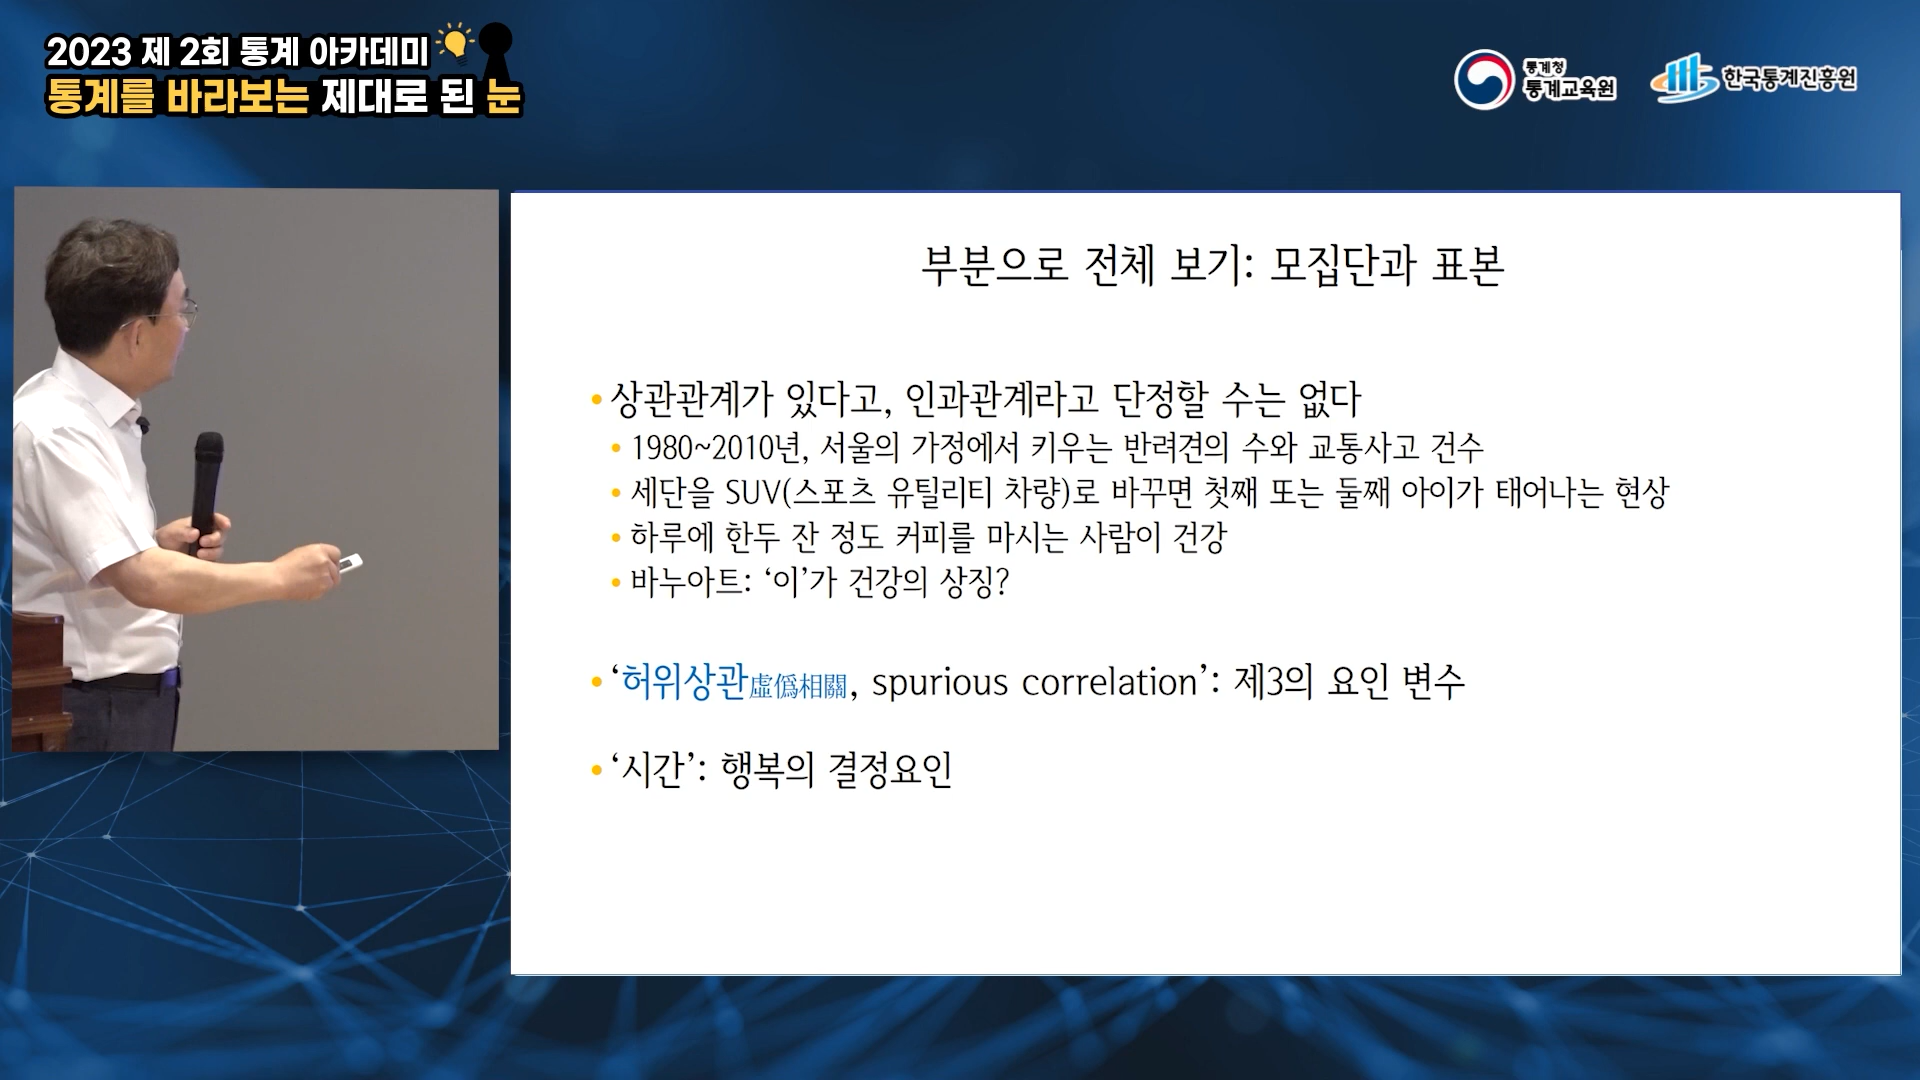 2023 제 2회 통계 아카데미
통계를 바라보는 제대로 된 눈
통계청
통계교육원
한국통계진흥원
부분으로 전체 보기: 모집단과 표본
• 상관관계가 있다고, 인과관계라고 단정할 수는 없다
• 1980~2010년, 서울의 가정에서 키우는 반려견의 수와 교통사고 건수
• 세단을 SUV(스포츠 유틸리티 차량)로 바꾸면 첫째 또는 둘째 아이가 태어나는 현상
• 하루에 한두 잔 정도 커피를 마시는 사람이 건강
• 바누아트: ‘이’가 건강의 상징?
• ‘허위상관虛僞相關, spurious correlation’: 제3의 요인 변수
• ‘시간’: 행복의 결정요인